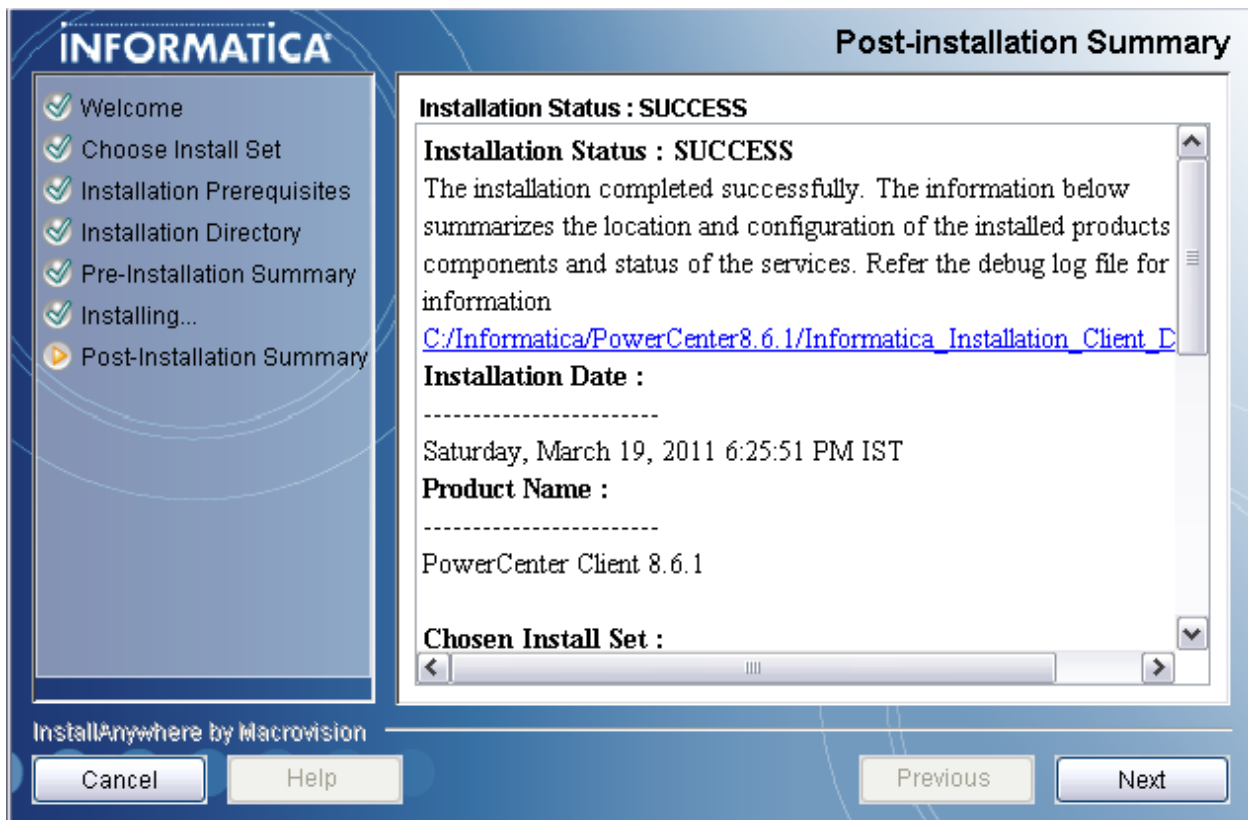 INFORMATICA
Post-installation Summary
Welcome
Choose Install Set
Installation Prerequisites
Installation Directory
Pre-Installation Summary
Installing...
Post-Installation Summary
Installation Status : SUCCESS
Installation Status : SUCCESS
The installation completed successfully. The information below
summarizes the location and configuration of the installed products
components and status of the services. Refer the debug log file for
information
C:/Informatica/PowerCenter8.6.1/Informatica_Installation_Client_D
Installation Date :
-----------------------
Saturday, March 19, 2011 6:25:51 PM IST
Product Name :
-----------------------
PowerCenter Client 8.6.1
Chosen Install Set :
InstallAnywhere by Macrovision
Cancel
Help
Previous
Next